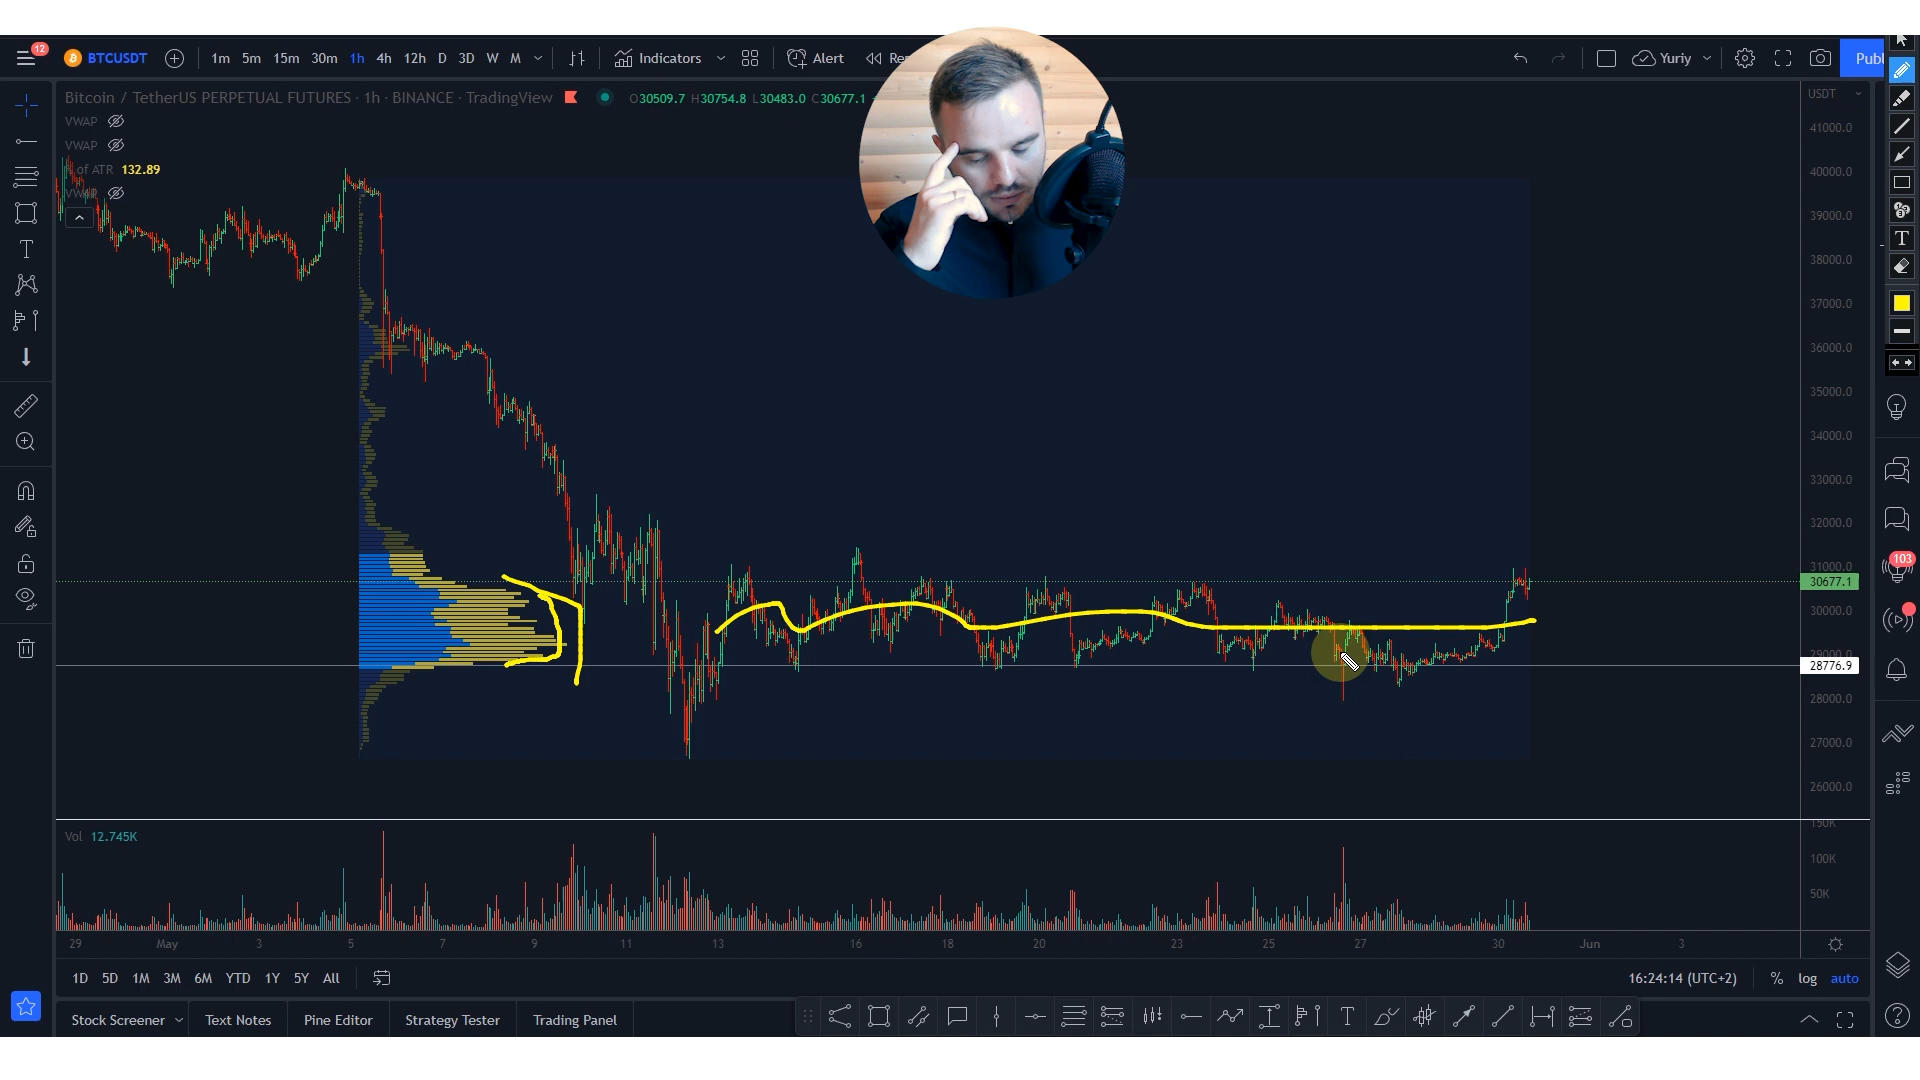 12
BTCUSDT 1m 5m 15m 30m 1h 4h 12h D 3D W M Indicators Alert Yuriy Publ
Bitcoin / TetherUS PERPETUAL FUTURES · 1h · BINANCE · TradingView O30509.7 H30754.8 L30483.0 C30677.1
USDT
VWAP
VWAP
of ATR 132.89
VWAP
41000.0
40000.0
39000.0
38000.0
37000.0
36000.0
35000.0
34000.0
33000.0
32000.0
31000.0
30677.1
30000.0
29000.0
28776.9
28000.0
27000.0
26000.0
103
Vol 12.745K
150K
100K
50K
29 May 3 5 7 9 11 13 16 18 20 23 25 27 30 Jun 3
1D 5D 1M 3M 6M YTD 1Y 5Y All 16:24:14 (UTC+2) % log auto
Stock Screener Text Notes Pine Editor Strategy Tester Trading Panel